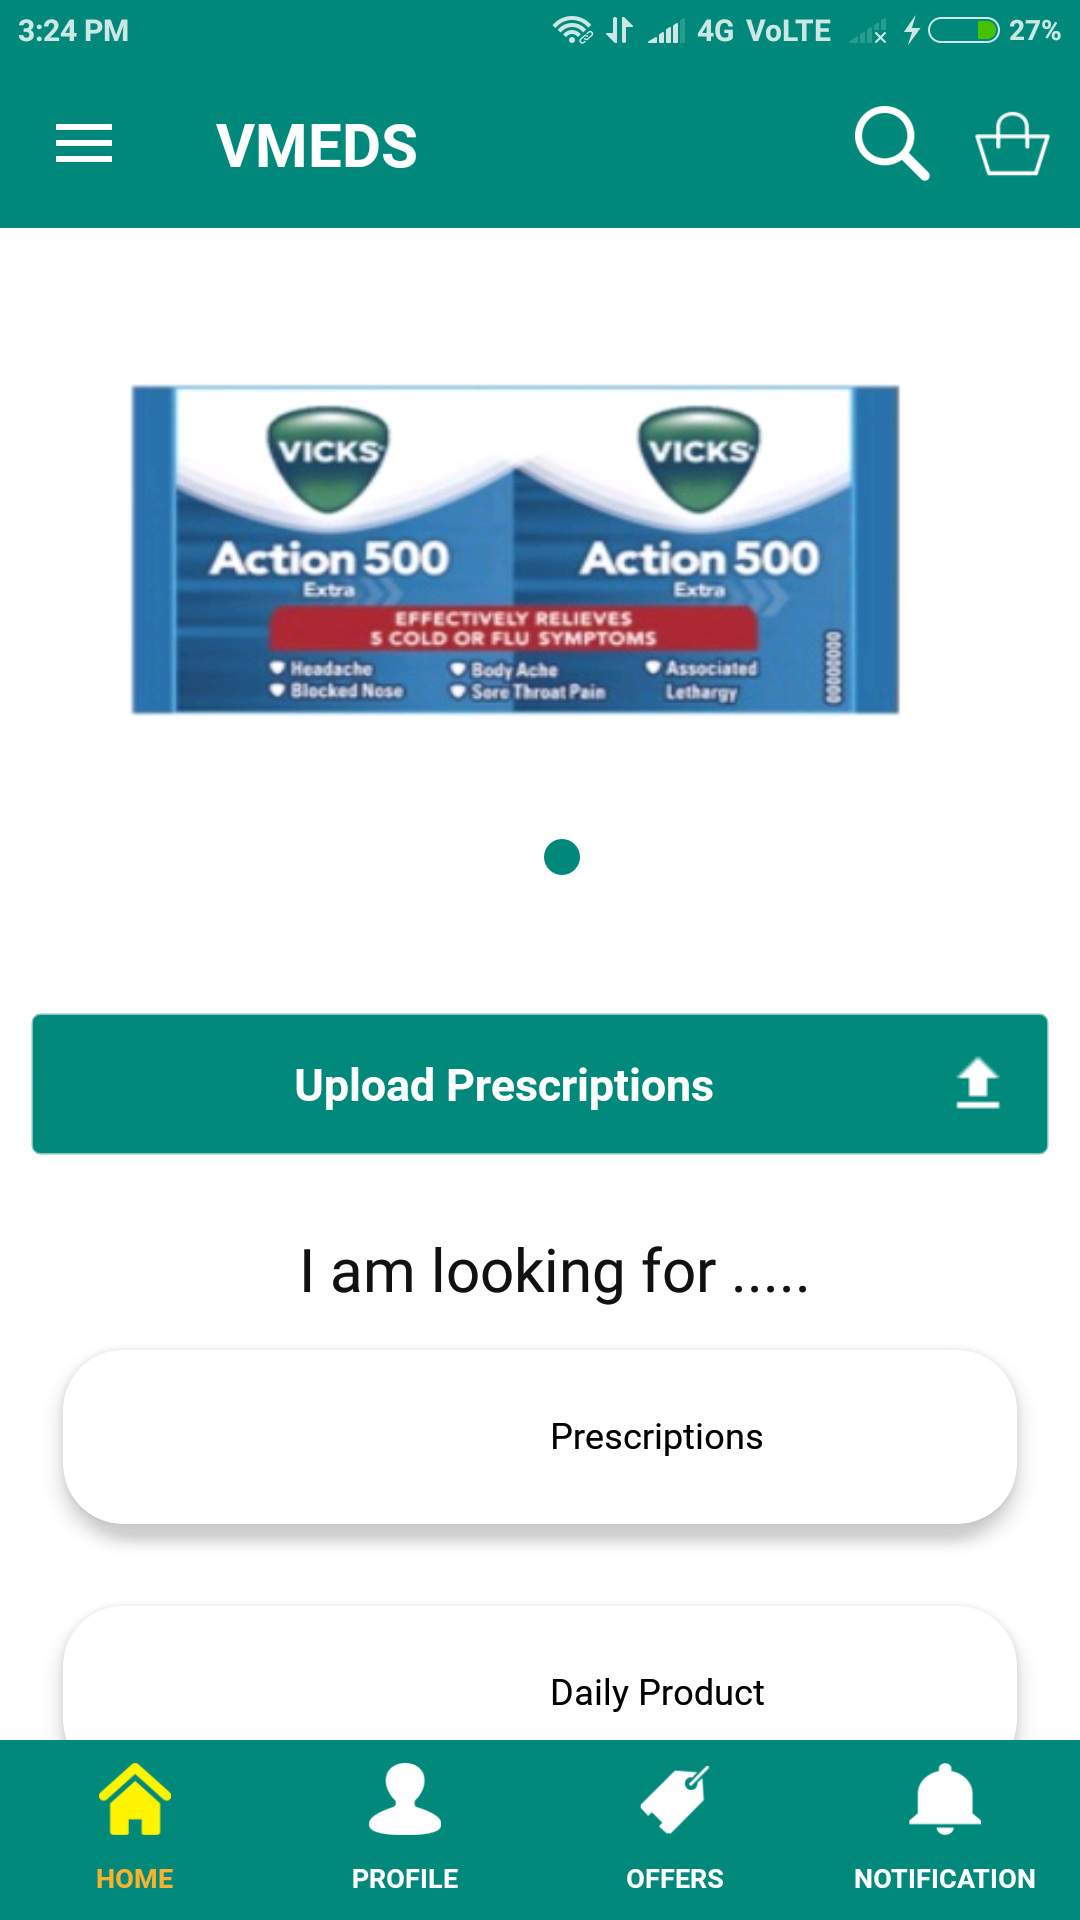 3:24 PM 4G VoLTE 27%
VMEDS
VICKS VICKS
Action 500 Action 500
Extra Extra
EFFECTIVELY RELIEVES
5 COLD OR FLU SYMPTOMS
Headache Body Ache Associated
Blocked Nose Sore Throat Pain Lethargy
0000000
Upload Prescriptions
I am looking for .....
Prescriptions
Daily Product
HOME PROFILE OFFERS NOTIFICATION